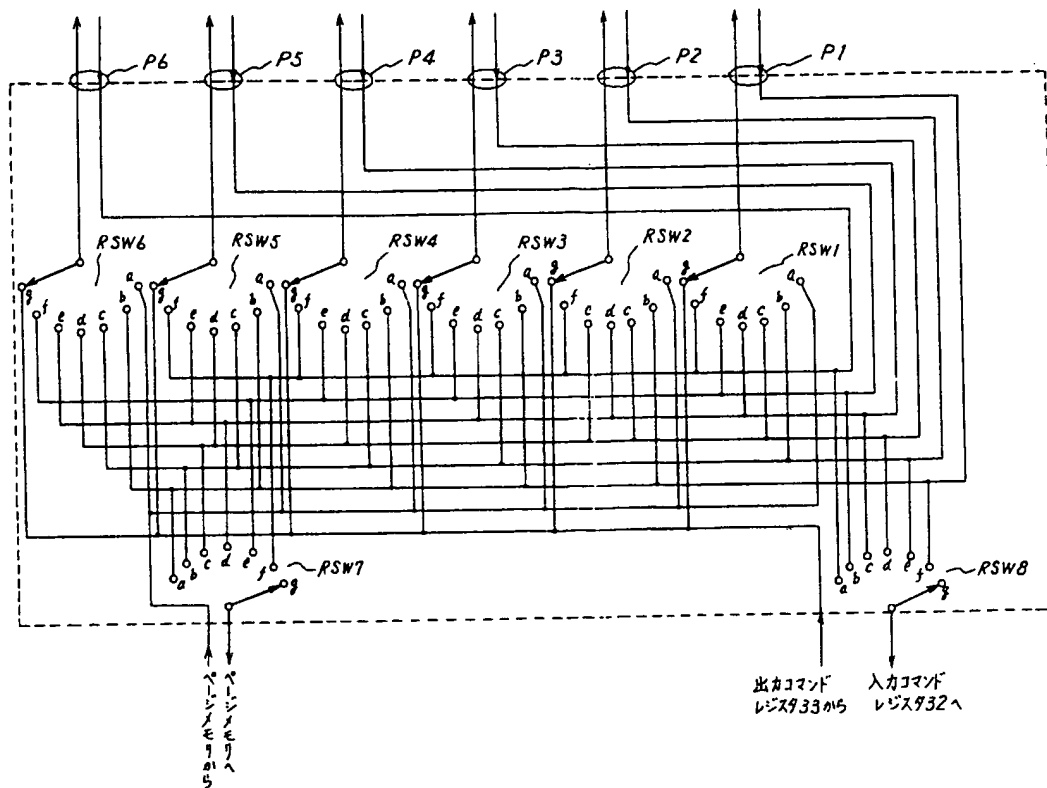 P6 P5 P4 P3 P2 P1
RSW6 RSW5 RSW4 RSW3 RSW2 RSW1
g f e d c b a
g f e d c b a
g f e d c b a
g f e d c b a
g f c d c b a
g f e d c b a
a b c d e f g RSW7
a b c d e f g RSW8
ページメモリから
ページメモリへ
出力コマンド
レジスタ33から
入力コマンド
レジスタ32へ